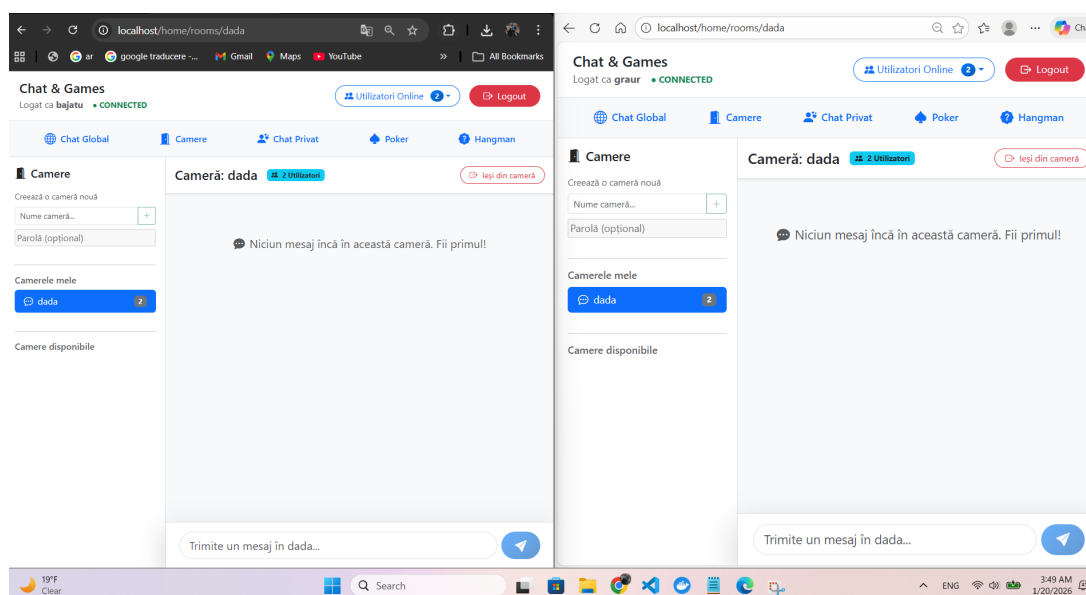 localhost/home/rooms/dada
ar
google traducere -...
Gmail
Maps
YouTube
»
All Bookmarks
Chat & Games
Logat ca bajatu • CONNECTED
Utilizatori Online 2
Logout
Chat Global
Camere
Chat Privat
Poker
Hangman
Camere
Creează o cameră nouă
Nume cameră...
+
Parolă (opțional)
Camerele mele
dada
2
Camere disponibile
Cameră: dada
2 Utilizatori
Ieși din cameră
Niciun mesaj încă în această cameră. Fii primul!
Trimite un mesaj în dada...
localhost/home/rooms/dada
Chat & Games
Logat ca graur • CONNECTED
Utilizatori Online 2
Logout
Chat Global
Camere
Chat Privat
Poker
Hangman
Camere
Creează o cameră nouă
Nume cameră...
+
Parolă (opțional)
Camerele mele
dada
2
Camere disponibile
Cameră: dada
2 Utilizatori
Ieși din cameră
Niciun mesaj încă în această cameră. Fii primul!
Trimite un mesaj în dada...
19°F
Clear
Search
ENG
3:49 AM
1/20/2026